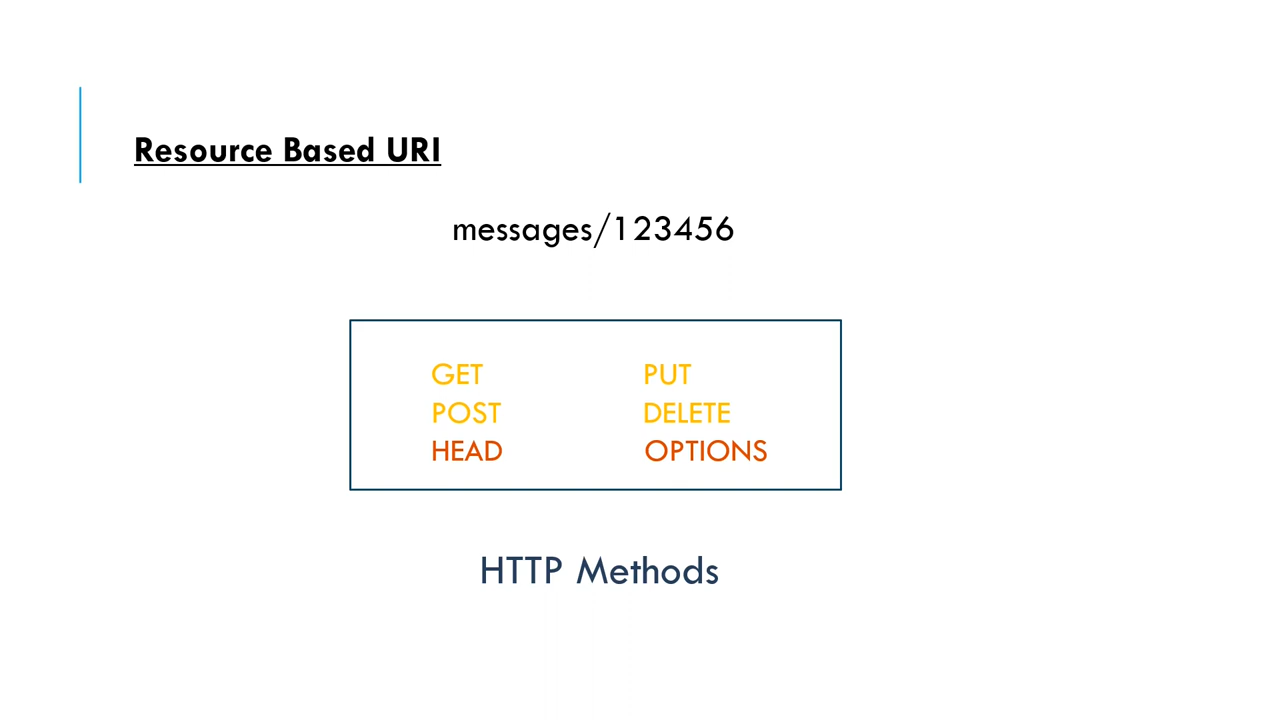 Resource Based URI
messages/123456
GET PUT
POST DELETE
HEAD OPTIONS
HTTP Methods